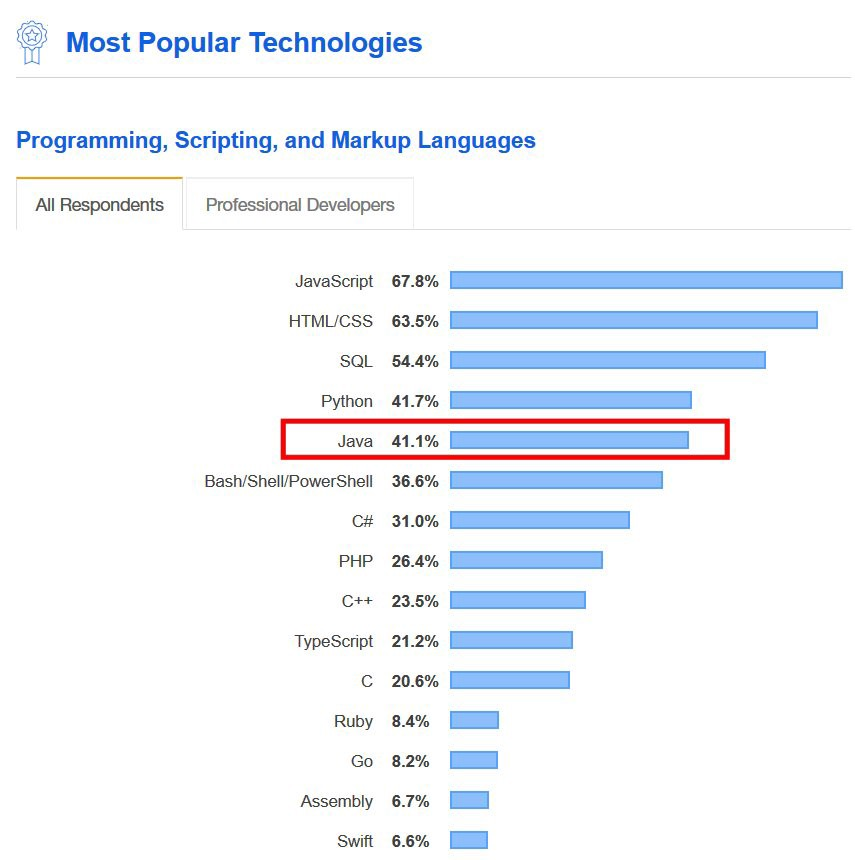 Most Popular Technologies
Programming, Scripting, and Markup Languages
All Respondents Professional Developers
JavaScript 67.8%
HTML/CSS 63.5%
SQL 54.4%
Python 41.7%
Java 41.1%
Bash/Shell/PowerShell 36.6%
C# 31.0%
PHP 26.4%
C++ 23.5%
TypeScript 21.2%
C 20.6%
Ruby 8.4%
Go 8.2%
Assembly 6.7%
Swift 6.6%